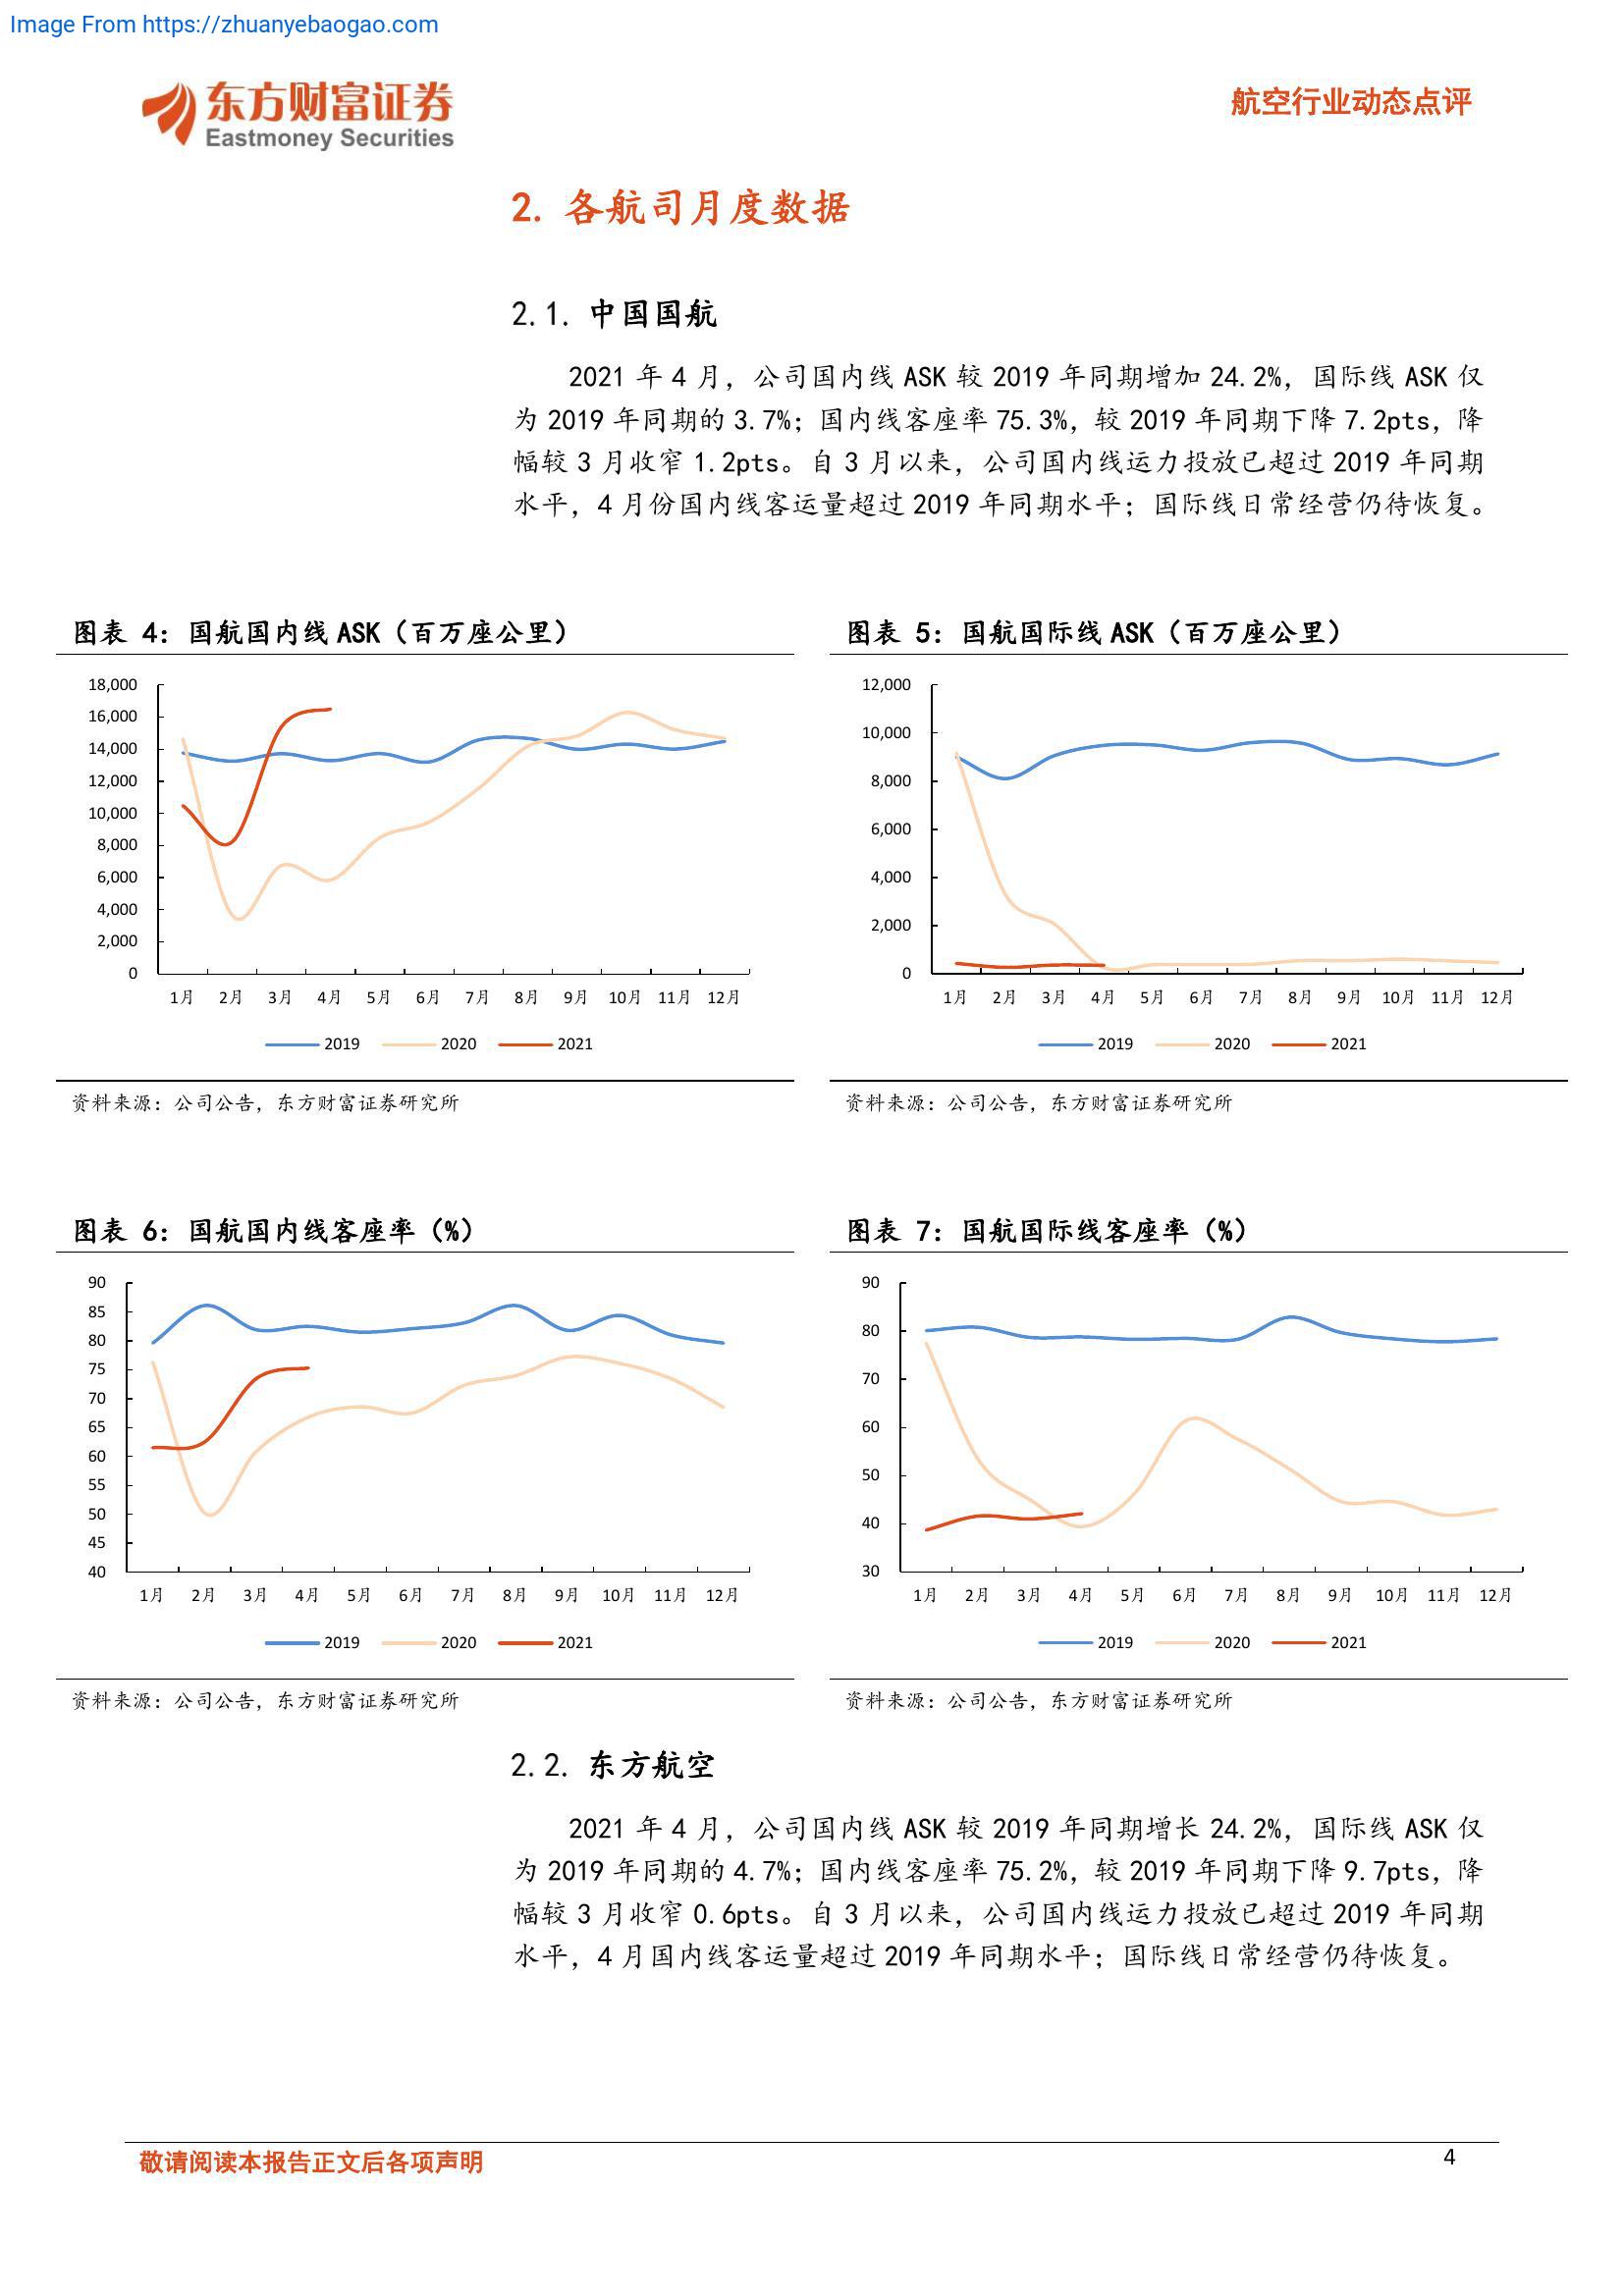 Image From https://zhuanyebaogao.com
东方财富证券
Eastmoney Securities
航空行业动态点评
2. 各航司月度数据
2.1. 中国国航
2021 年 4 月，公司国内线 ASK 较 2019 年同期增加 24.2%，国际线 ASK 仅
为 2019 年同期的 3.7%；国内线客座率 75.3%，较 2019 年同期下降 7.2pts，降
幅较 3 月收窄 1.2pts。自 3 月以来，公司国内线运力投放已超过 2019 年同期
水平，4 月份国内线客运量超过 2019 年同期水平；国际线日常经营仍待恢复。
图表 4：国航国内线 ASK（百万座公里）
18,000
16,000
14,000
12,000
10,000
8,000
6,000
4,000
2,000
0
1月 2月 3月 4月 5月 6月 7月 8月 9月 10月 11月 12月
2019 2020 2021
资料来源：公司公告，东方财富证券研究所
图表 5：国航国际线 ASK（百万座公里）
12,000
10,000
8,000
6,000
4,000
2,000
0
1月 2月 3月 4月 5月 6月 7月 8月 9月 10月 11月 12月
2019 2020 2021
资料来源：公司公告，东方财富证券研究所
图表 6：国航国内线客座率（%）
90
85
80
75
70
65
60
55
50
45
40
1月 2月 3月 4月 5月 6月 7月 8月 9月 10月 11月 12月
2019 2020 2021
资料来源：公司公告，东方财富证券研究所
图表 7：国航国际线客座率（%）
90
80
70
60
50
40
30
1月 2月 3月 4月 5月 6月 7月 8月 9月 10月 11月 12月
2019 2020 2021
资料来源：公司公告，东方财富证券研究所
2.2. 东方航空
2021 年 4 月，公司国内线 ASK 较 2019 年同期增长 24.2%，国际线 ASK 仅
为 2019 年同期的 4.7%；国内线客座率 75.2%，较 2019 年同期下降 9.7pts，降
幅较 3 月收窄 0.6pts。自 3 月以来，公司国内线运力投放已超过 2019 年同期
水平，4 月国内线客运量超过 2019 年同期水平；国际线日常经营仍待恢复。
敬请阅读本报告正文后各项声明
4